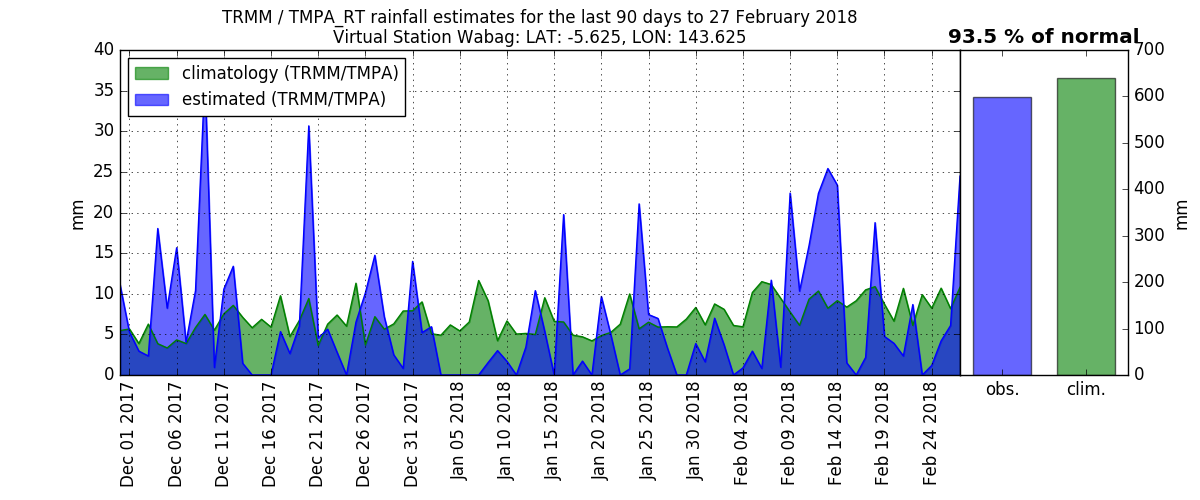 TRMM / TMPA_RT rainfall estimates for the last 90 days to 27 February 2018
Virtual Station Wabag: LAT: -5.625, LON: 143.625
93.5 % of normal
climatology (TRMM/TMPA)
estimated (TRMM/TMPA)
40
35
30
25
20
15
10
5
0
mm
700
600
500
400
300
200
100
0
mm
Dec 01 2017
Dec 06 2017
Dec 11 2017
Dec 16 2017
Dec 21 2017
Dec 26 2017
Dec 31 2017
Jan 05 2018
Jan 10 2018
Jan 15 2018
Jan 20 2018
Jan 25 2018
Jan 30 2018
Feb 04 2018
Feb 09 2018
Feb 14 2018
Feb 19 2018
Feb 24 2018
obs.
clim.